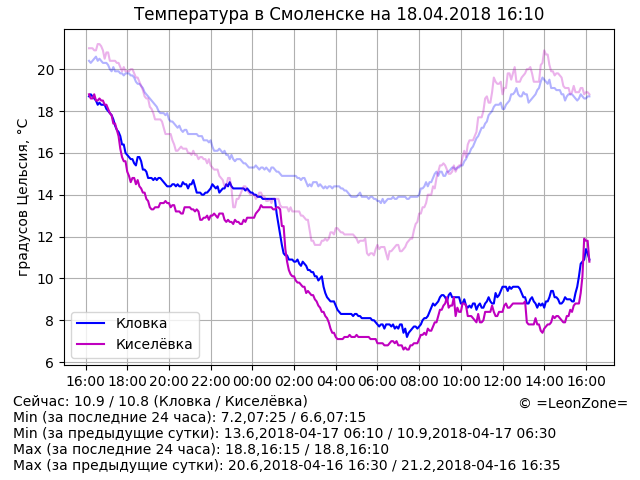 Температура в Смоленске на 18.04.2018 16:10
градусов Цельсия, °C
20
18
16
14
12
10
8
6
Кловка
Киселёвка
16:00 18:00 20:00 22:00 00:00 02:00 04:00 06:00 08:00 10:00 12:00 14:00 16:00
Сейчас: 10.9 / 10.8 (Кловка / Киселёвка)
© =LeonZone=
Min (за последние 24 часа): 7.2,07:25 / 6.6,07:15
Min (за предыдущие сутки): 13.6,2018-04-17 06:10 / 10.9,2018-04-17 06:30
Max (за последние 24 часа): 18.8,16:15 / 18.8,16:10
Max (за предыдущие сутки): 20.6,2018-04-16 16:30 / 21.2,2018-04-16 16:35